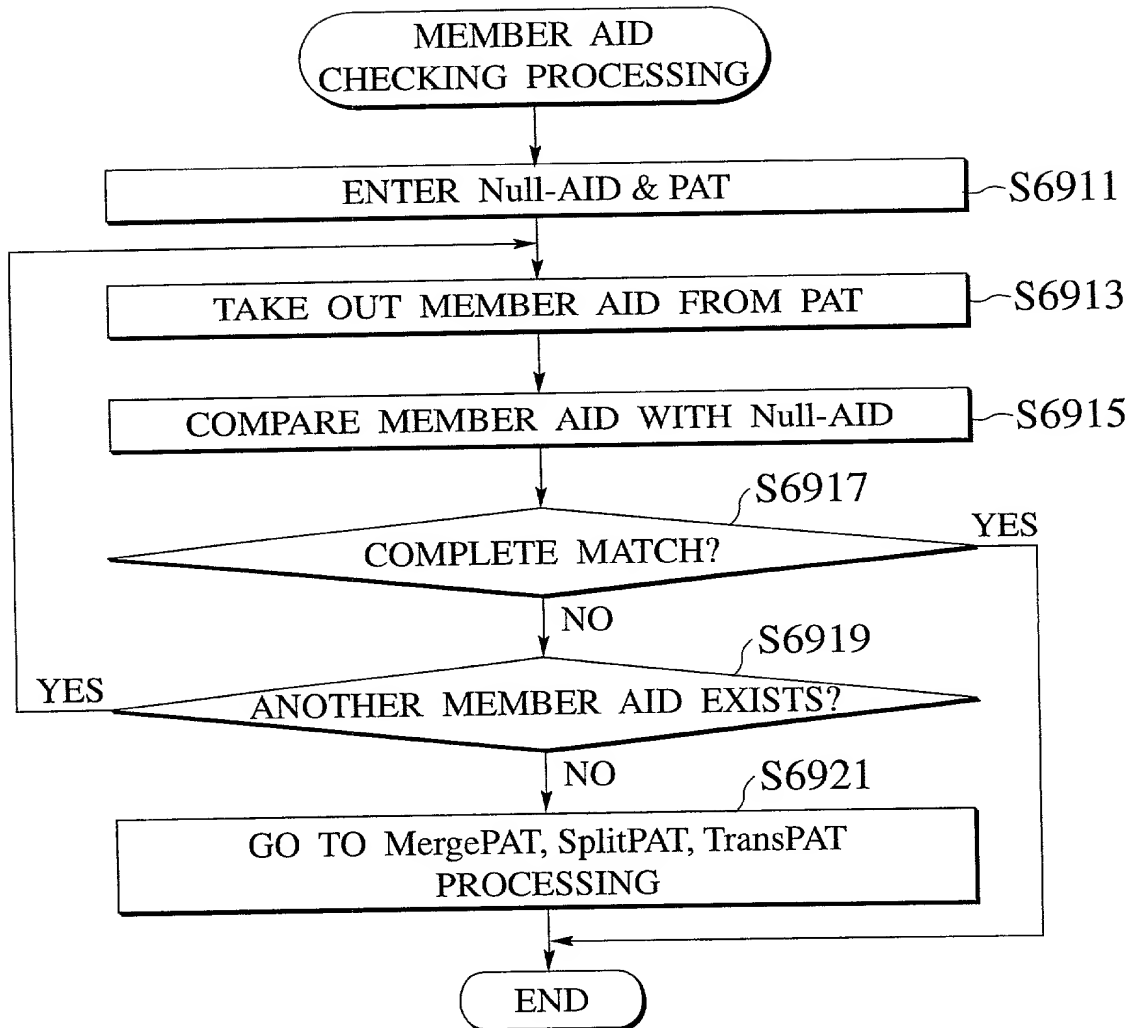 MEMBER AID
CHECKING PROCESSING
ENTER Null-AID & PAT
S6911
TAKE OUT MEMBER AID FROM PAT
S6913
COMPARE MEMBER AID WITH Null-AID
S6915
S6917
YES
COMPLETE MATCH?
NO
S6919
YES
ANOTHER MEMBER AID EXISTS?
NO
S6921
GO TO MergePAT, SplitPAT, TransPAT
PROCESSING
END